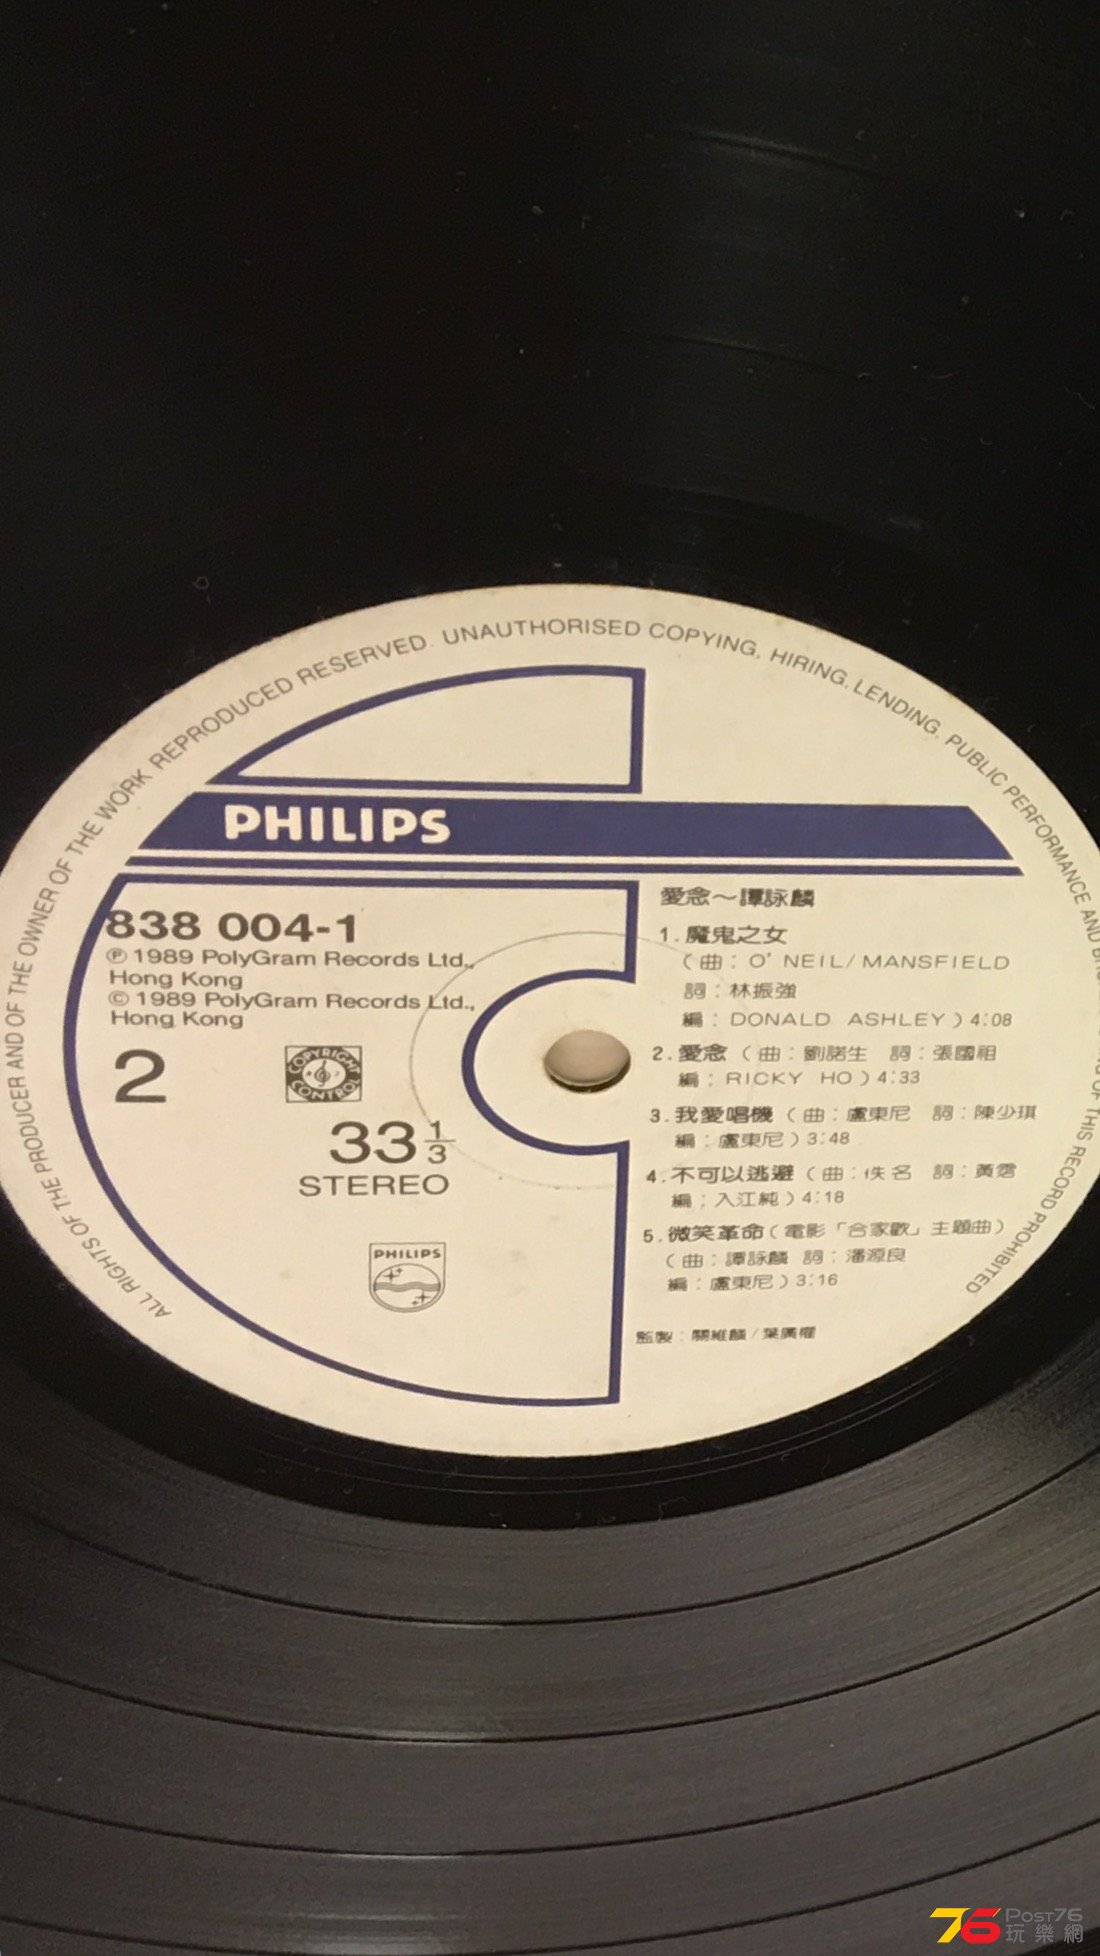 ALL RIGHTS OF THE PRODUCER AND OF THE OWNER OF THE WORK REPRODUCED RESERVED. UNAUTHORISED COPYING, HIRING, LENDING, PUBLIC PERFORMANCE AND OF THIS RECORD PROHIBITED
PHILIPS
838 004-1
Ⓟ 1989 PolyGram Records Ltd.,
Hong Kong
© 1989 PolyGram Records Ltd.,
Hong Kong
2
COPYRIGHT
CONTROL
33 1/3
STEREO
PHILIPS
愛念～譚詠麟
1. 魔鬼之女
(曲：O'NEIL/MANSFIELD
詞：林振強
編：DONALD ASHLEY) 4:08
2. 愛念 (曲：劉諾生 詞：張國祖
編：RICKY HO) 4:33
3. 我愛唱機 (曲：盧東尼 詞：陳少琪
編：盧東尼) 3:48
4. 不可以逃避 (曲：佚名 詞：黃霑
編：入江純) 4:18
5. 微笑革命 (電影「合家歡」主題曲)
(曲：譚詠麟 詞：潘源良
編：盧東尼) 3:16
監製：關維麟/葉廣權
76 POST76
玩樂網